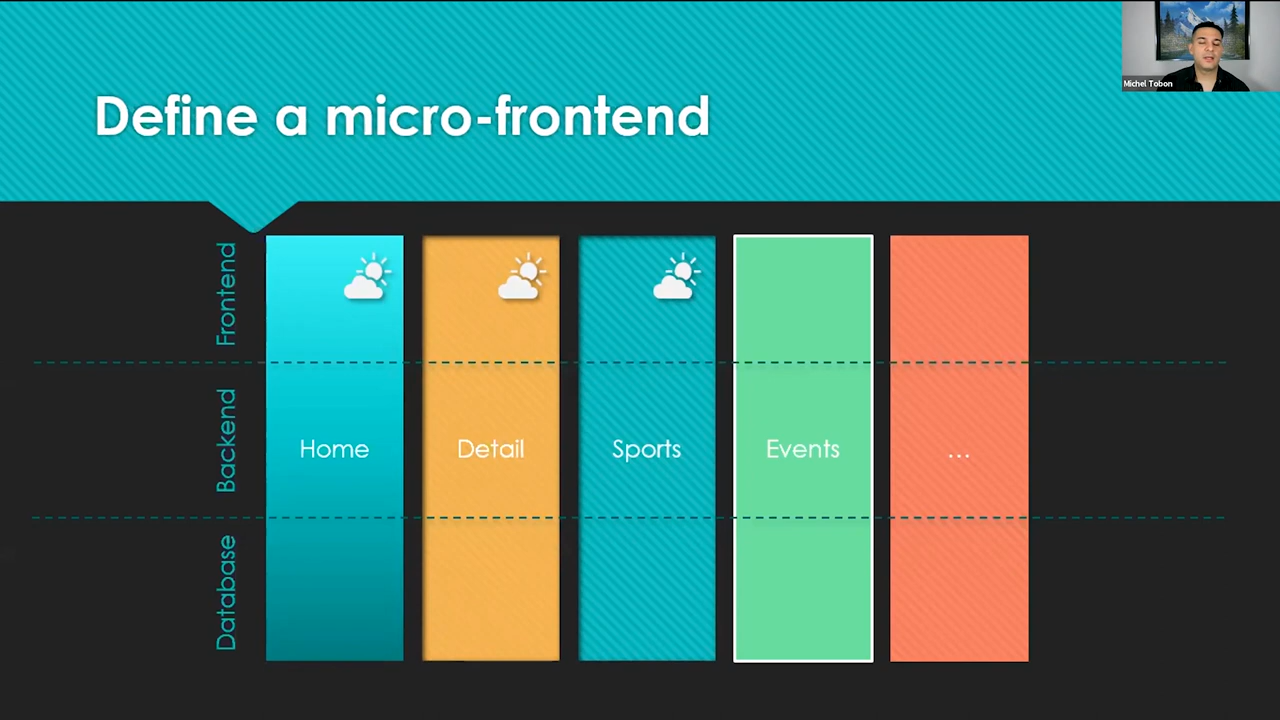 Michel Tobon
Define a micro-frontend
Frontend
Backend
Database
Home
Detail
Sports
Events
...